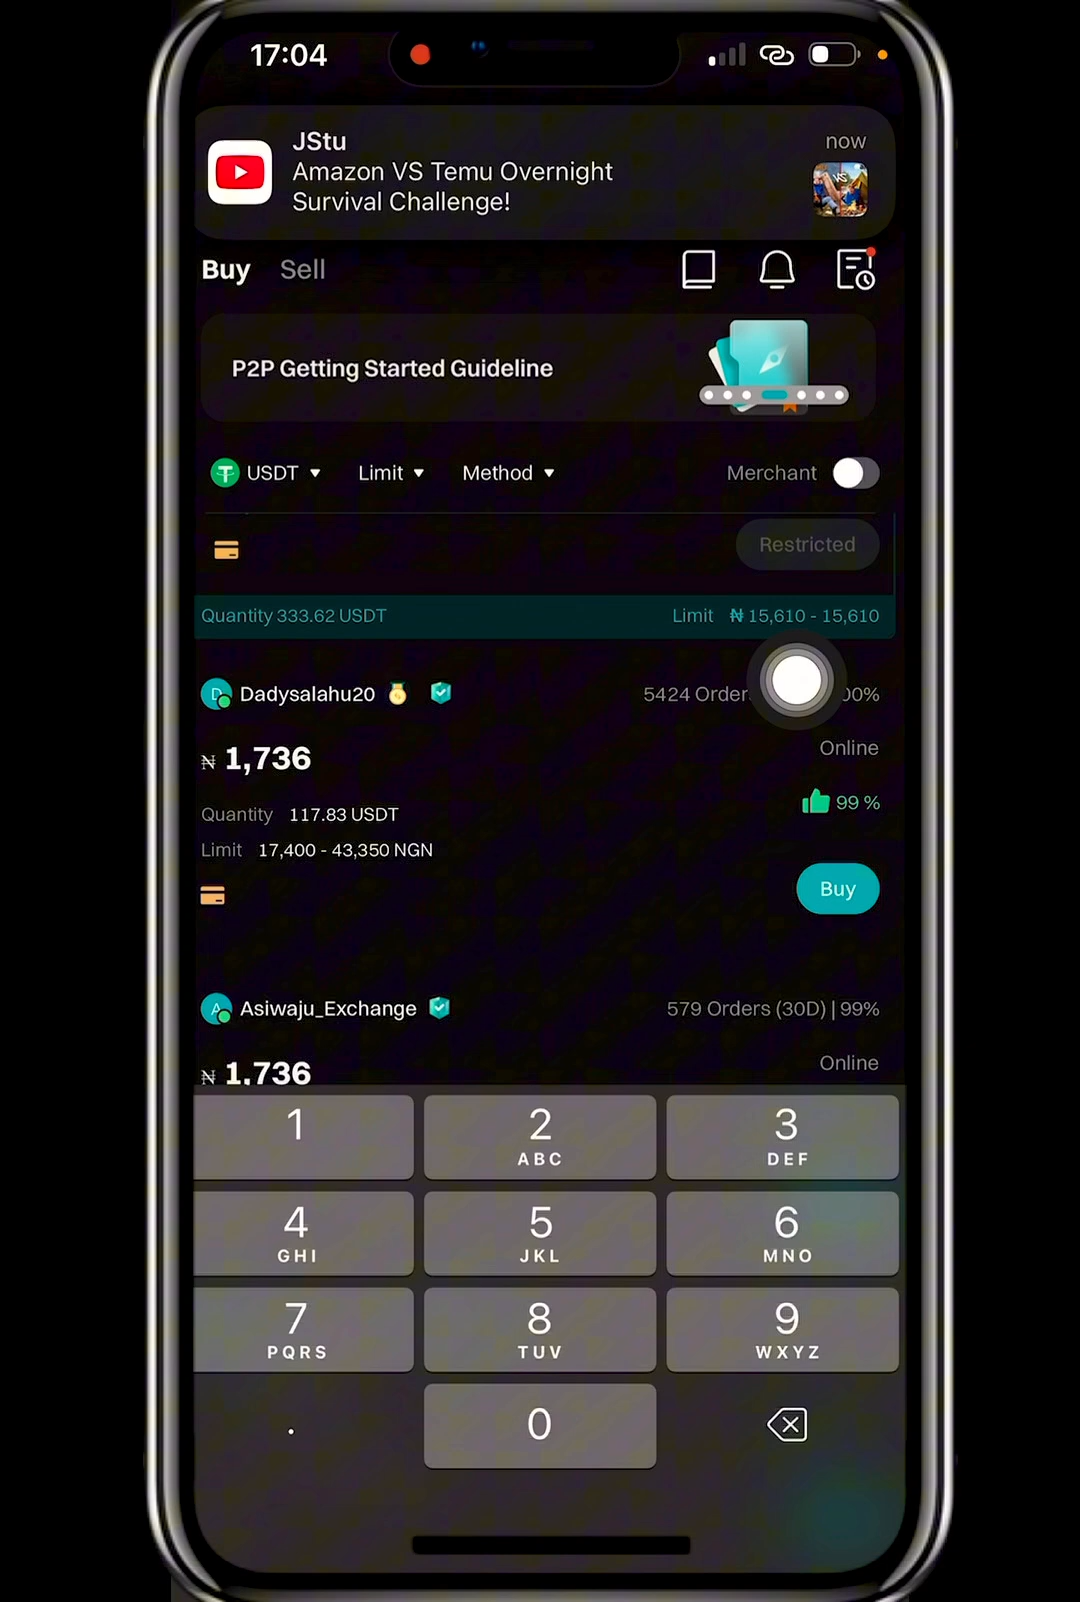 17:04
JStu
now
Amazon VS Temu Overnight
Survival Challenge!
VS
Buy Sell
P2P Getting Started Guideline
USDT Limit Method Merchant
Restricted
Quantity 333.62 USDT Limit ₦ 15,610 - 15,610
D Dadysalahu20 5424 00%
₦ 1,736 Online
Quantity 117.83 USDT 99 %
Limit 17,400 - 43,350 NGN
Buy
A Asiwaju_Exchange 579 Orders (30D) | 99%
₦ 1,736 Online
1 2 3
ABC DEF
4 5 6
GHI JKL MNO
7 8 9
PQRS TUV WXYZ
. 0